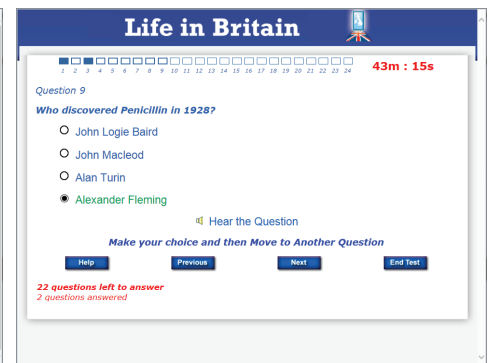 Life in Britain
1 2 3 4 5 6 7 8 9 10 11 12 13 14 15 16 17 18 19 20 21 22 23 24
43m : 15s
Question 9
Who discovered Penicillin in 1928?
John Logie Baird
John Macleod
Alan Turin
Alexander Fleming
Hear the Question
Make your choice and then Move to Another Question
Help Previous Next End Test
22 questions left to answer
2 questions answered